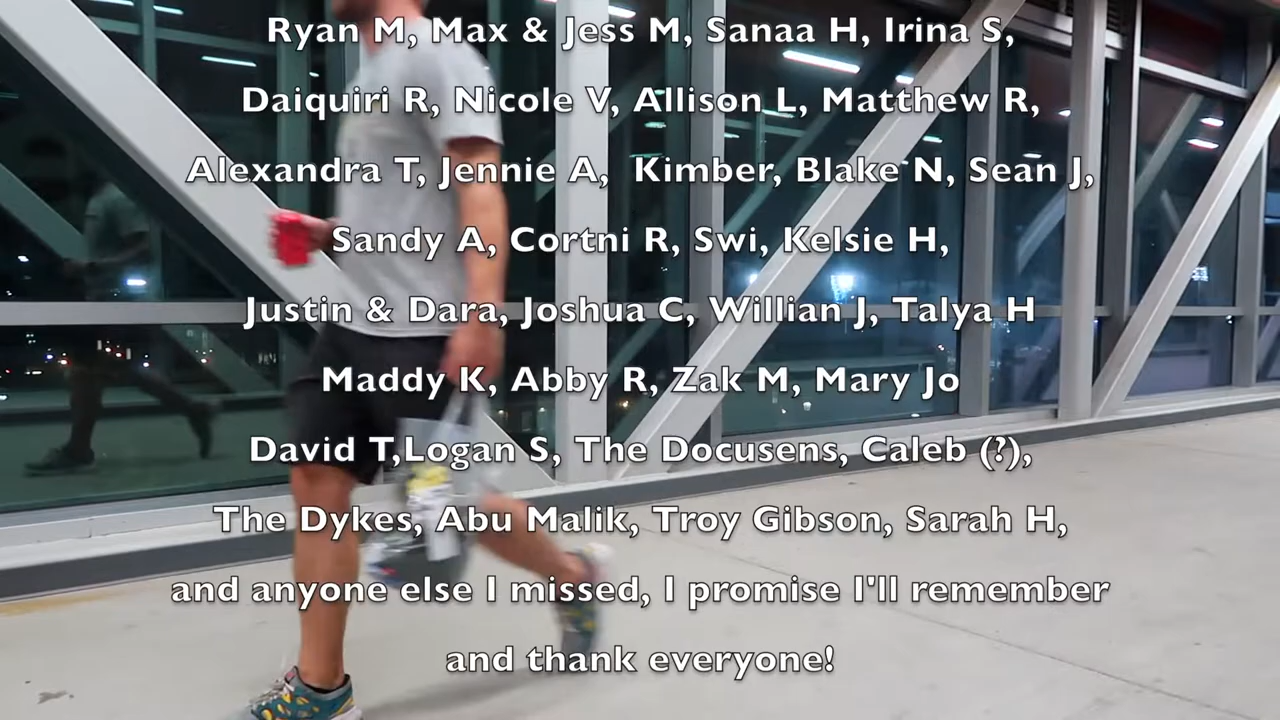 Ryan M, Max & Jess M, Sanaa H, Irina S,
Daiquiri R, Nicole V, Allison L, Matthew R,
Alexandra T, Jennie A,  Kimber, Blake N, Sean J,
Sandy A, Cortni R, Swi, Kelsie H,
Justin & Dara, Joshua C, Willian J, Talya H
Maddy K, Abby R, Zak M, Mary Jo
David T,Logan S, The Docusens, Caleb (?),
The Dykes, Abu Malik, Troy Gibson, Sarah H,
and anyone else I missed, I promise I'll remember
and thank everyone!